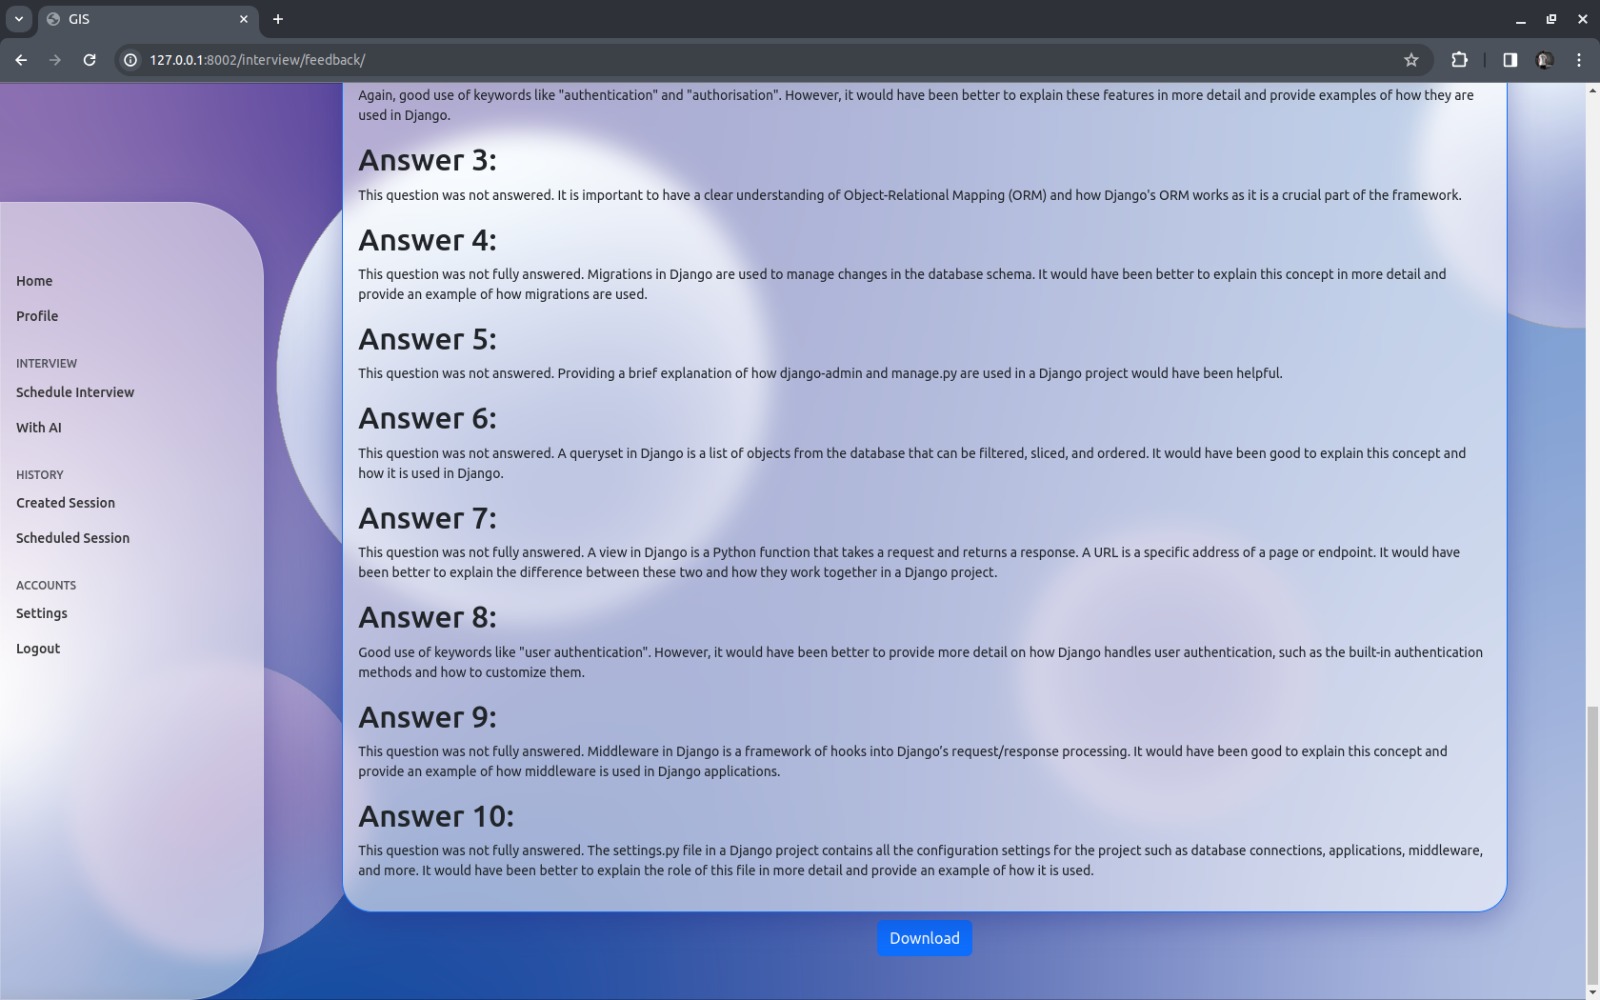 GIS
127.0.0.1:8002/interview/feedback/
Home
Profile
INTERVIEW
Schedule Interview
With AI
HISTORY
Created Session
Scheduled Session
ACCOUNTS
Settings
Logout
Again, good use of keywords like "authentication" and "authorisation". However, it would have been better to explain these features in more detail and provide examples of how they are
used in Django.
Answer 3:
This question was not answered. It is important to have a clear understanding of Object-Relational Mapping (ORM) and how Django's ORM works as it is a crucial part of the framework.
Answer 4:
This question was not fully answered. Migrations in Django are used to manage changes in the database schema. It would have been better to explain this concept in more detail and
provide an example of how migrations are used.
Answer 5:
This question was not answered. Providing a brief explanation of how django-admin and manage.py are used in a Django project would have been helpful.
Answer 6:
This question was not answered. A queryset in Django is a list of objects from the database that can be filtered, sliced, and ordered. It would have been good to explain this concept and
how it is used in Django.
Answer 7:
This question was not fully answered. A view in Django is a Python function that takes a request and returns a response. A URL is a specific address of a page or endpoint. It would have
been better to explain the difference between these two and how they work together in a Django project.
Answer 8:
Good use of keywords like "user authentication". However, it would have been better to provide more detail on how Django handles user authentication, such as the built-in authentication
methods and how to customize them.
Answer 9:
This question was not fully answered. Middleware in Django is a framework of hooks into Django’s request/response processing. It would have been good to explain this concept and
provide an example of how middleware is used in Django applications.
Answer 10:
This question was not fully answered. The settings.py file in a Django project contains all the configuration settings for the project such as database connections, applications, middleware,
and more. It would have been better to explain the role of this file in more detail and provide an example of how it is used.
Download